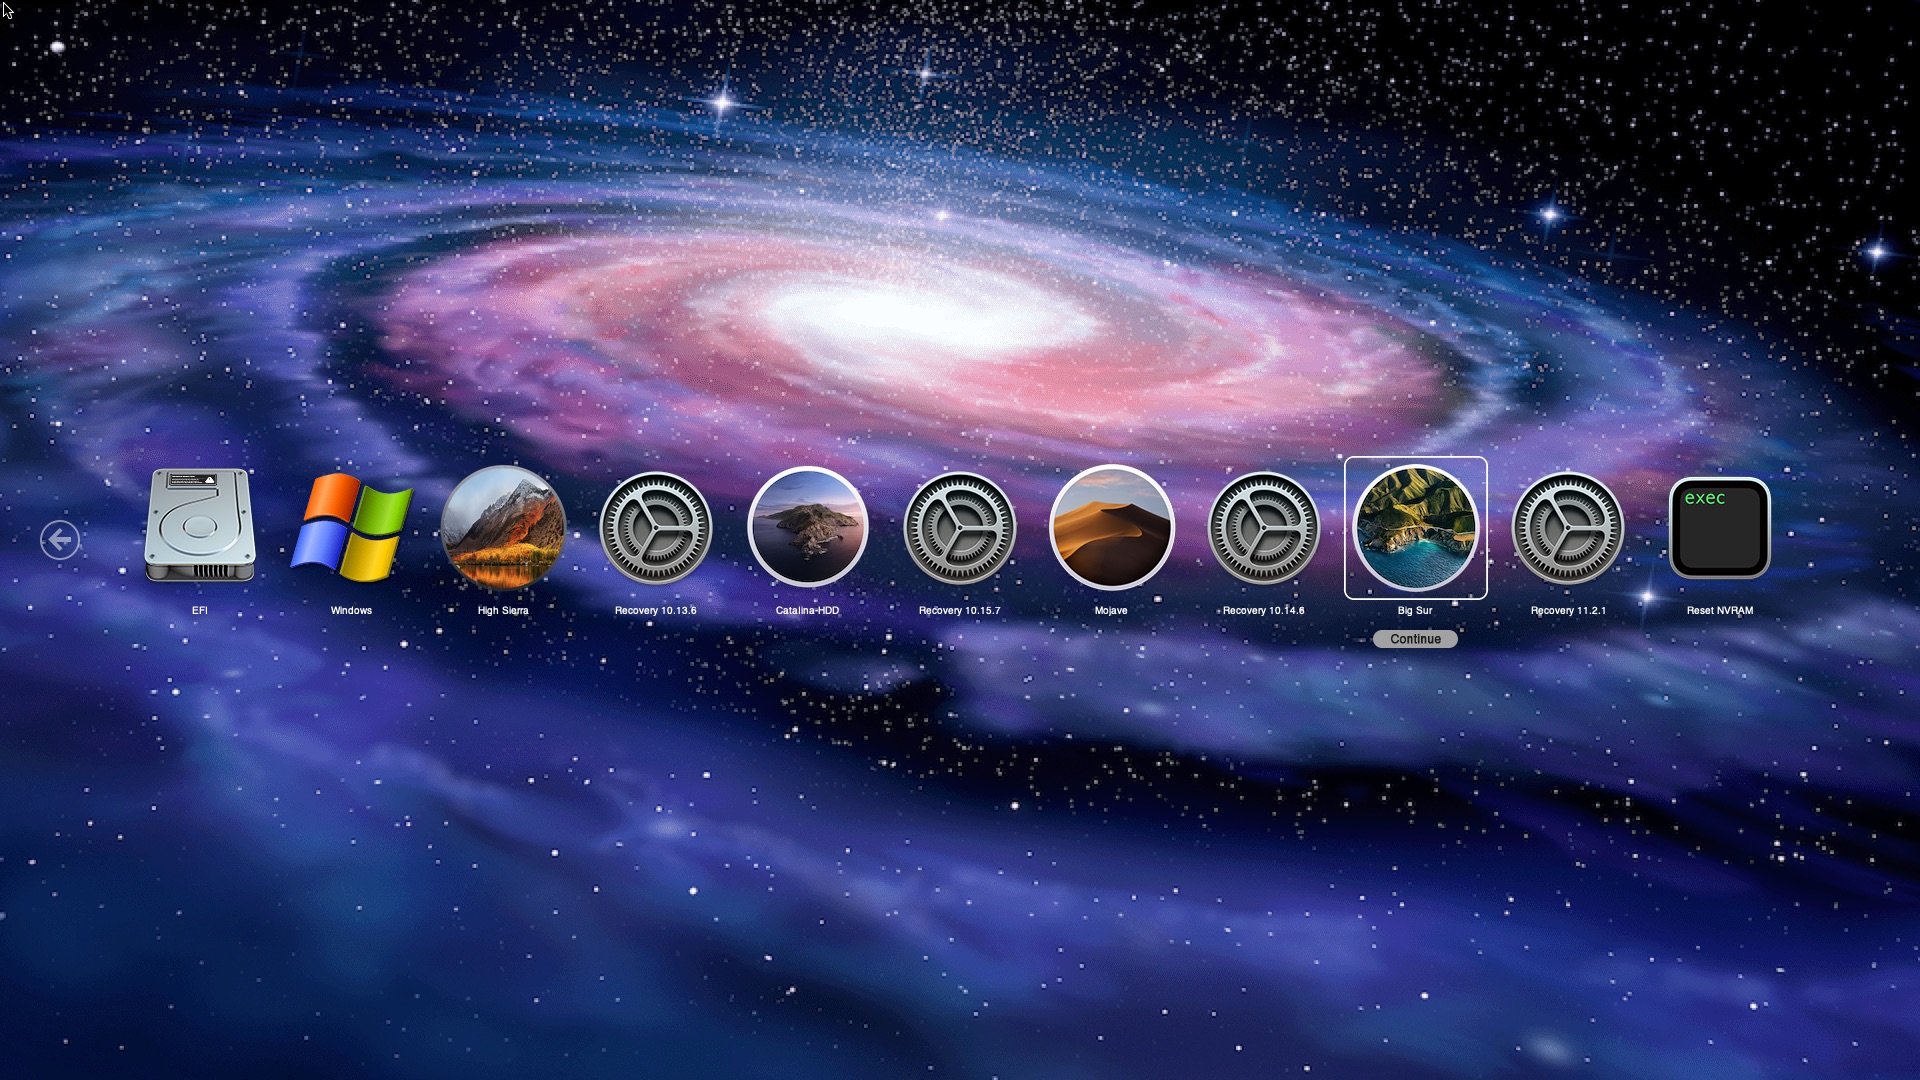 exec
EFI
Windows
High Sierra
Recovery 10.13.6
Catalina-HDD
Recovery 10.15.7
Mojave
Recovery 10.14.6
Big Sur
Recovery 11.2.1
Reset NVRAM
Continue